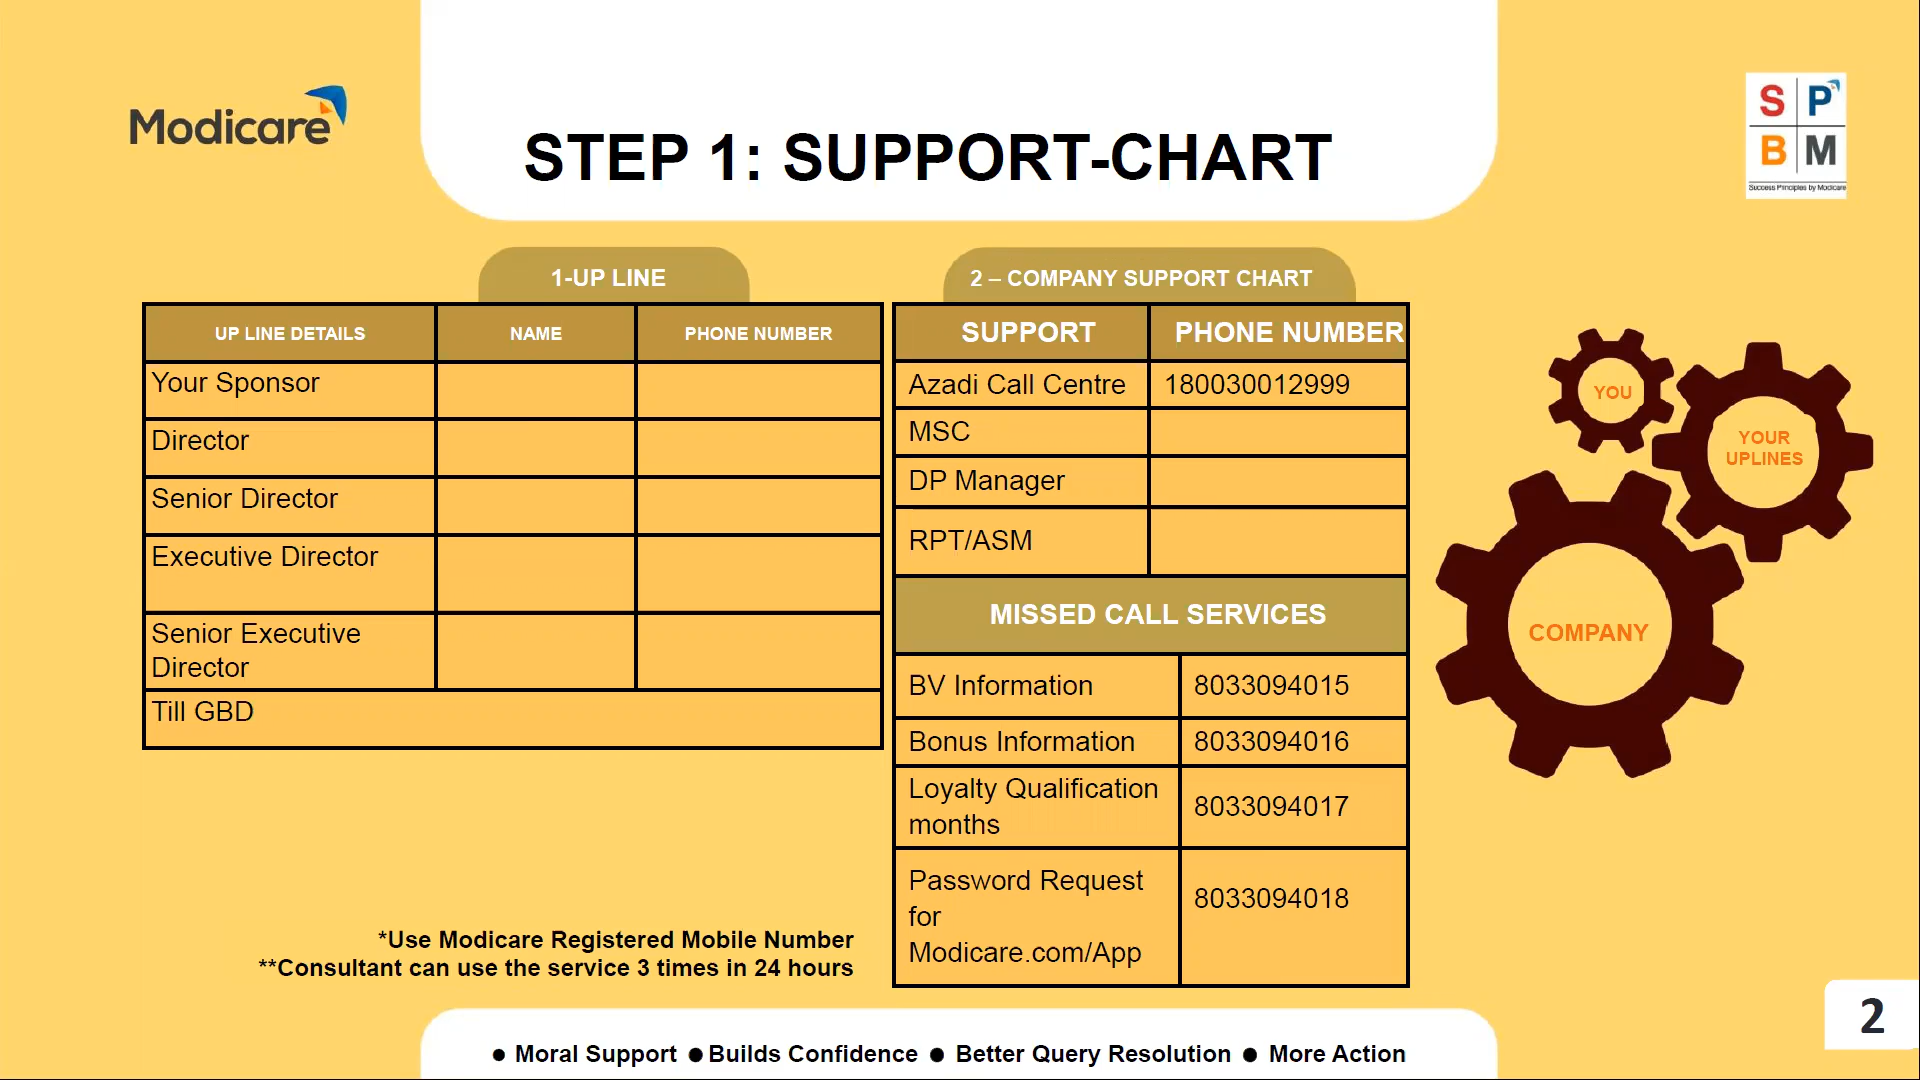 Modicare
STEP 1: SUPPORT-CHART
S P
B M
Success Principles by Modicare
1-UP LINE
UP LINE DETAILS NAME PHONE NUMBER
Your Sponsor
Director
Senior Director
Executive Director
Senior Executive
Director
Till GBD
*Use Modicare Registered Mobile Number
**Consultant can use the service 3 times in 24 hours
2 – COMPANY SUPPORT CHART
SUPPORT PHONE NUMBER
Azadi Call Centre 180030012999
MSC
DP Manager
RPT/ASM
MISSED CALL SERVICES
BV Information 8033094015
Bonus Information 8033094016
Loyalty Qualification
months 8033094017
Password Request
for
Modicare.com/App 8033094018
YOU
YOUR
UPLINES
COMPANY
● Moral Support ● Builds Confidence ● Better Query Resolution ● More Action
2